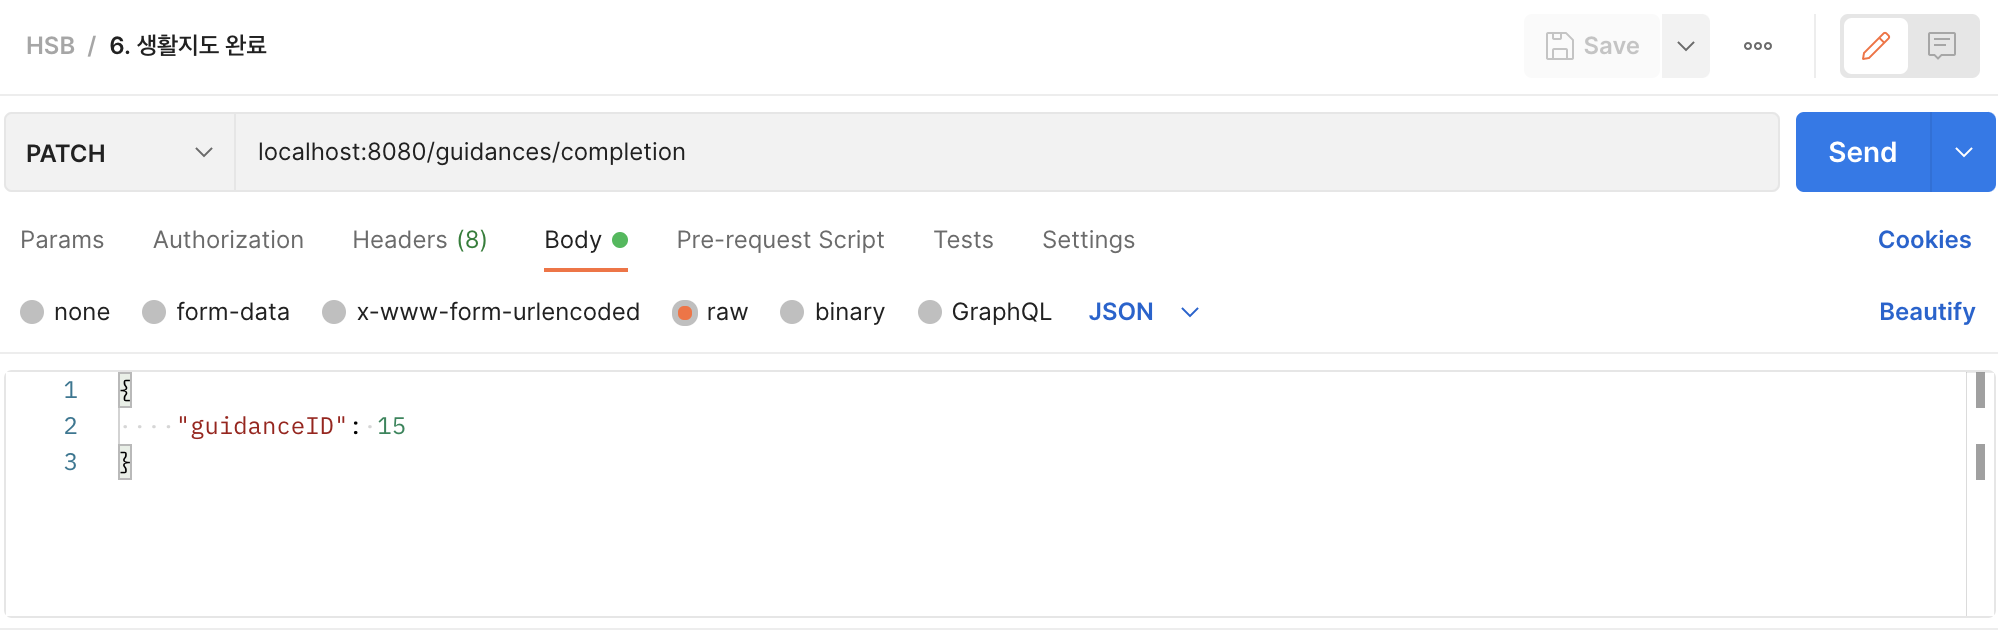 HSB / 6. 생활지도 완료
Save
PATCH
localhost:8080/guidances/completion
Send
Params Authorization Headers (8) Body Pre-request Script Tests Settings Cookies
none form-data x-www-form-urlencoded raw binary GraphQL JSON Beautify
1 {
2 "guidanceID": 15
3 }